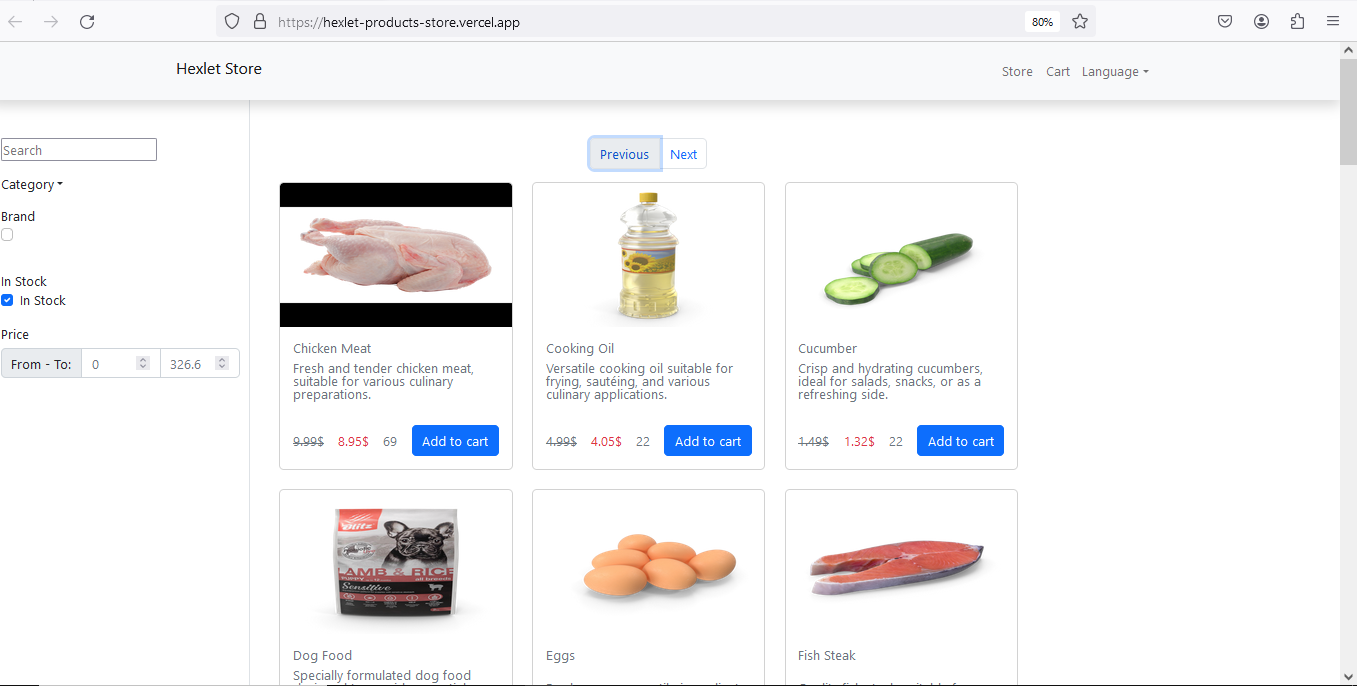 https://hexlet-products-store.vercel.app
80%
Hexlet Store
Store
Cart
Language
Search
Category
Brand
In Stock
In Stock
Price
From - To:
0
326.6
Previous
Next
Chicken Meat
Fresh and tender chicken meat,
suitable for various culinary
preparations.
9.99$ 8.95$ 69 Add to cart
Cooking Oil
Versatile cooking oil suitable for
frying, sautéing, and various
culinary applications.
4.99$ 4.05$ 22 Add to cart
Cucumber
Crisp and hydrating cucumbers,
ideal for salads, snacks, or as a
refreshing side.
1.49$ 1.32$ 22 Add to cart
Blitz
LAMB & RICE
PUPPY
all breeds
Sensitive
Dog Food
Specially formulated dog food
Eggs
Fish Steak